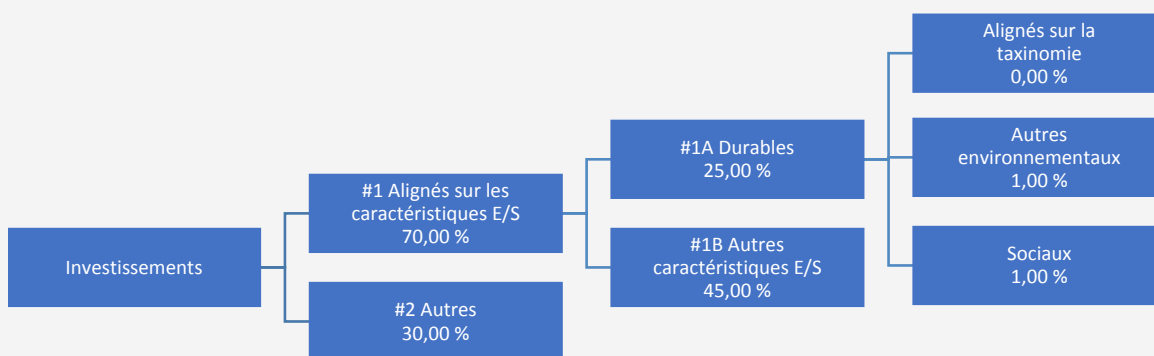 Investissements
#1 Alignés sur les
caractéristiques E/S
70,00 %
#2 Autres
30,00 %
#1A Durables
25,00 %
#1B Autres
caractéristiques E/S
45,00 %
Alignés sur la
taxinomie
0,00 %
Autres
environnementaux
1,00 %
Sociaux
1,00 %